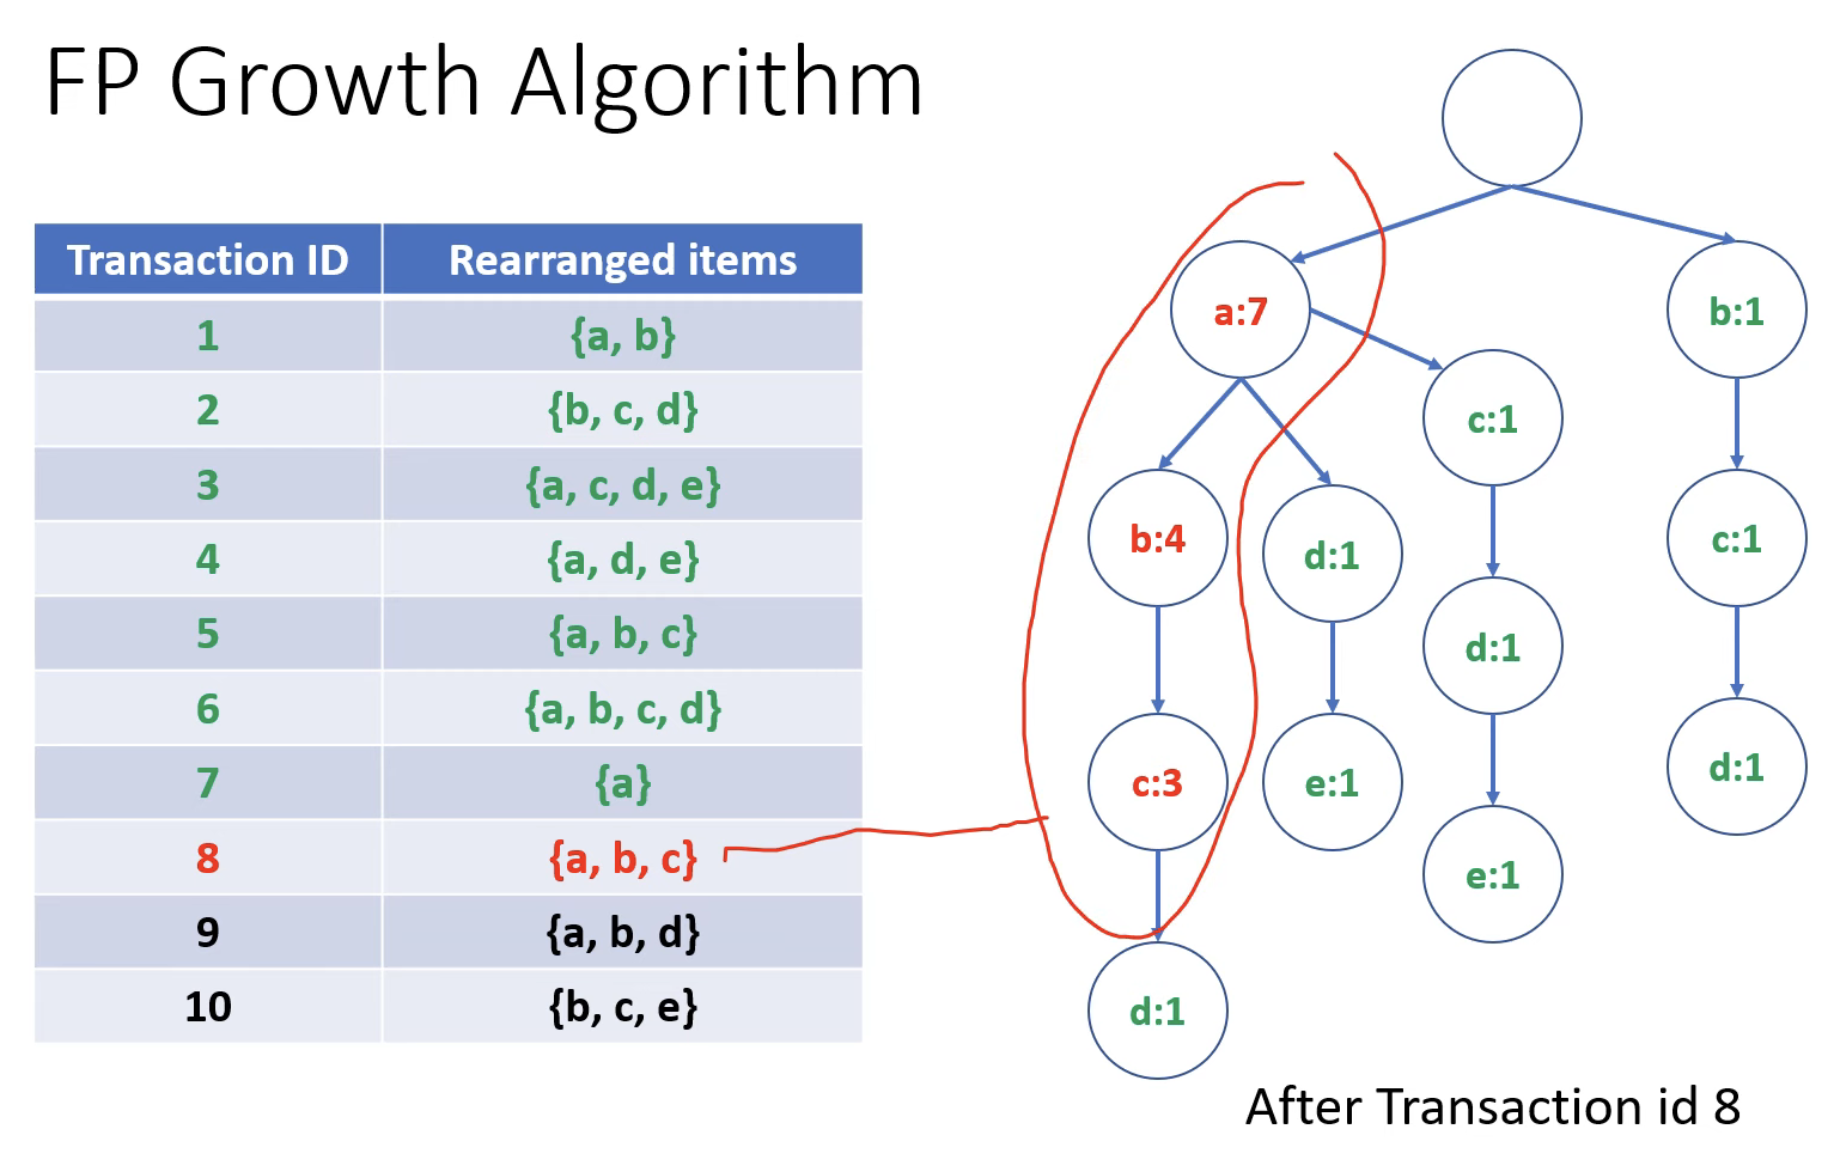 FP Growth Algorithm
Transaction ID Rearranged items
1 {a, b}
2 {b, c, d}
3 {a, c, d, e}
4 {a, d, e}
5 {a, b, c}
6 {a, b, c, d}
7 {a}
8 {a, b, c}
9 {a, b, d}
10 {b, c, e}
a:7 b:1
c:1
b:4 d:1 c:1
d:1
c:3 e:1 d:1
e:1
d:1
After Transaction id 8